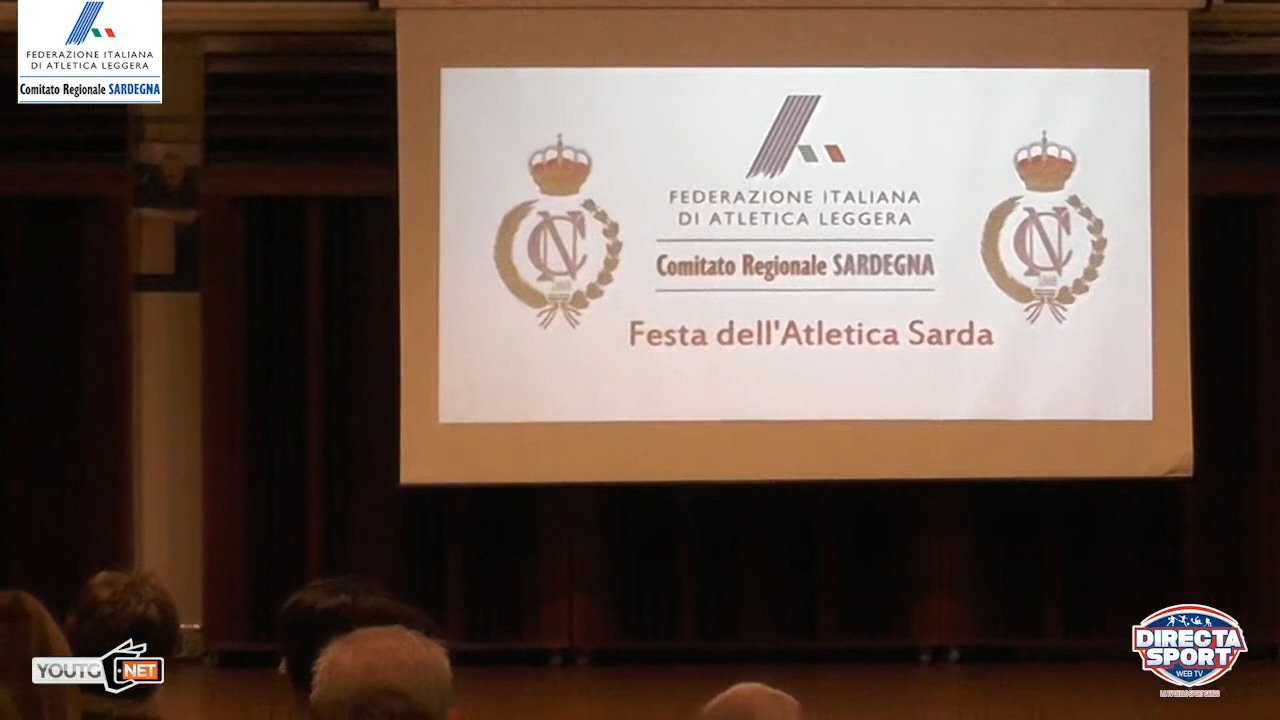 FEDERAZIONE ITALIANA
DI ATLETICA LEGGERA
Comitato Regionale SARDEGNA
FEDERAZIONE ITALIANA
DI ATLETICA LEGGERA
Comitato Regionale SARDEGNA
Festa dell'Atletica Sarda
YOUTG .NET
DIRECTA
SPORT
WEB TV